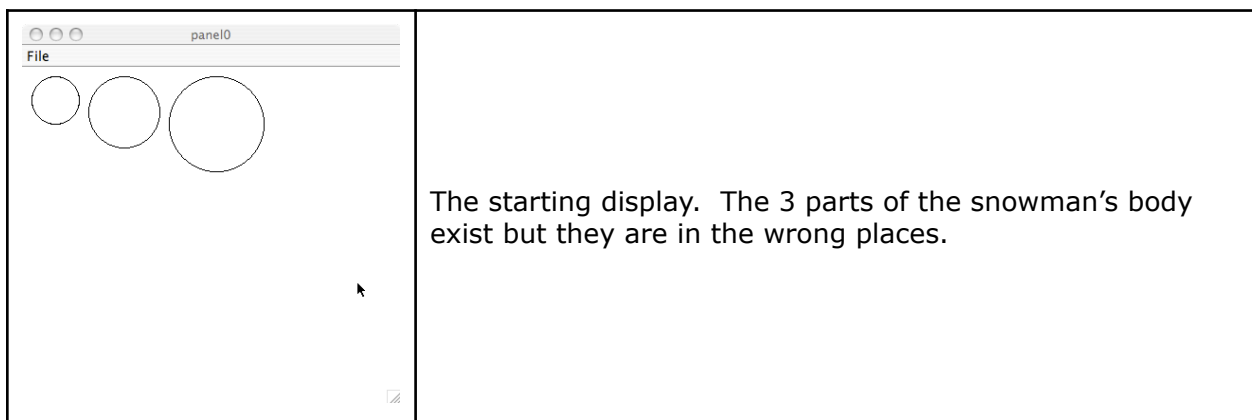 panel0
File
The starting display.  The 3 parts of the snowman’s body
exist but they are in the wrong places.